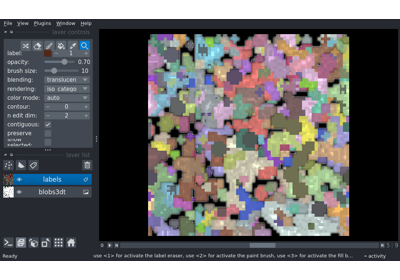 File View Plugins Window Help
layer controls
label: 1
opacity: 0.70
brush size: 10
blending: translucen
rendering: iso catego
color mode: auto
contour: 0
n edit dim: 2
contiguous:
preserve
show
selected:
layer list
labels
blobs3dt
Ready
use <1> for activate the label eraser, use <2> for activate the paint brush, use <3> for activate the fill b...
activity